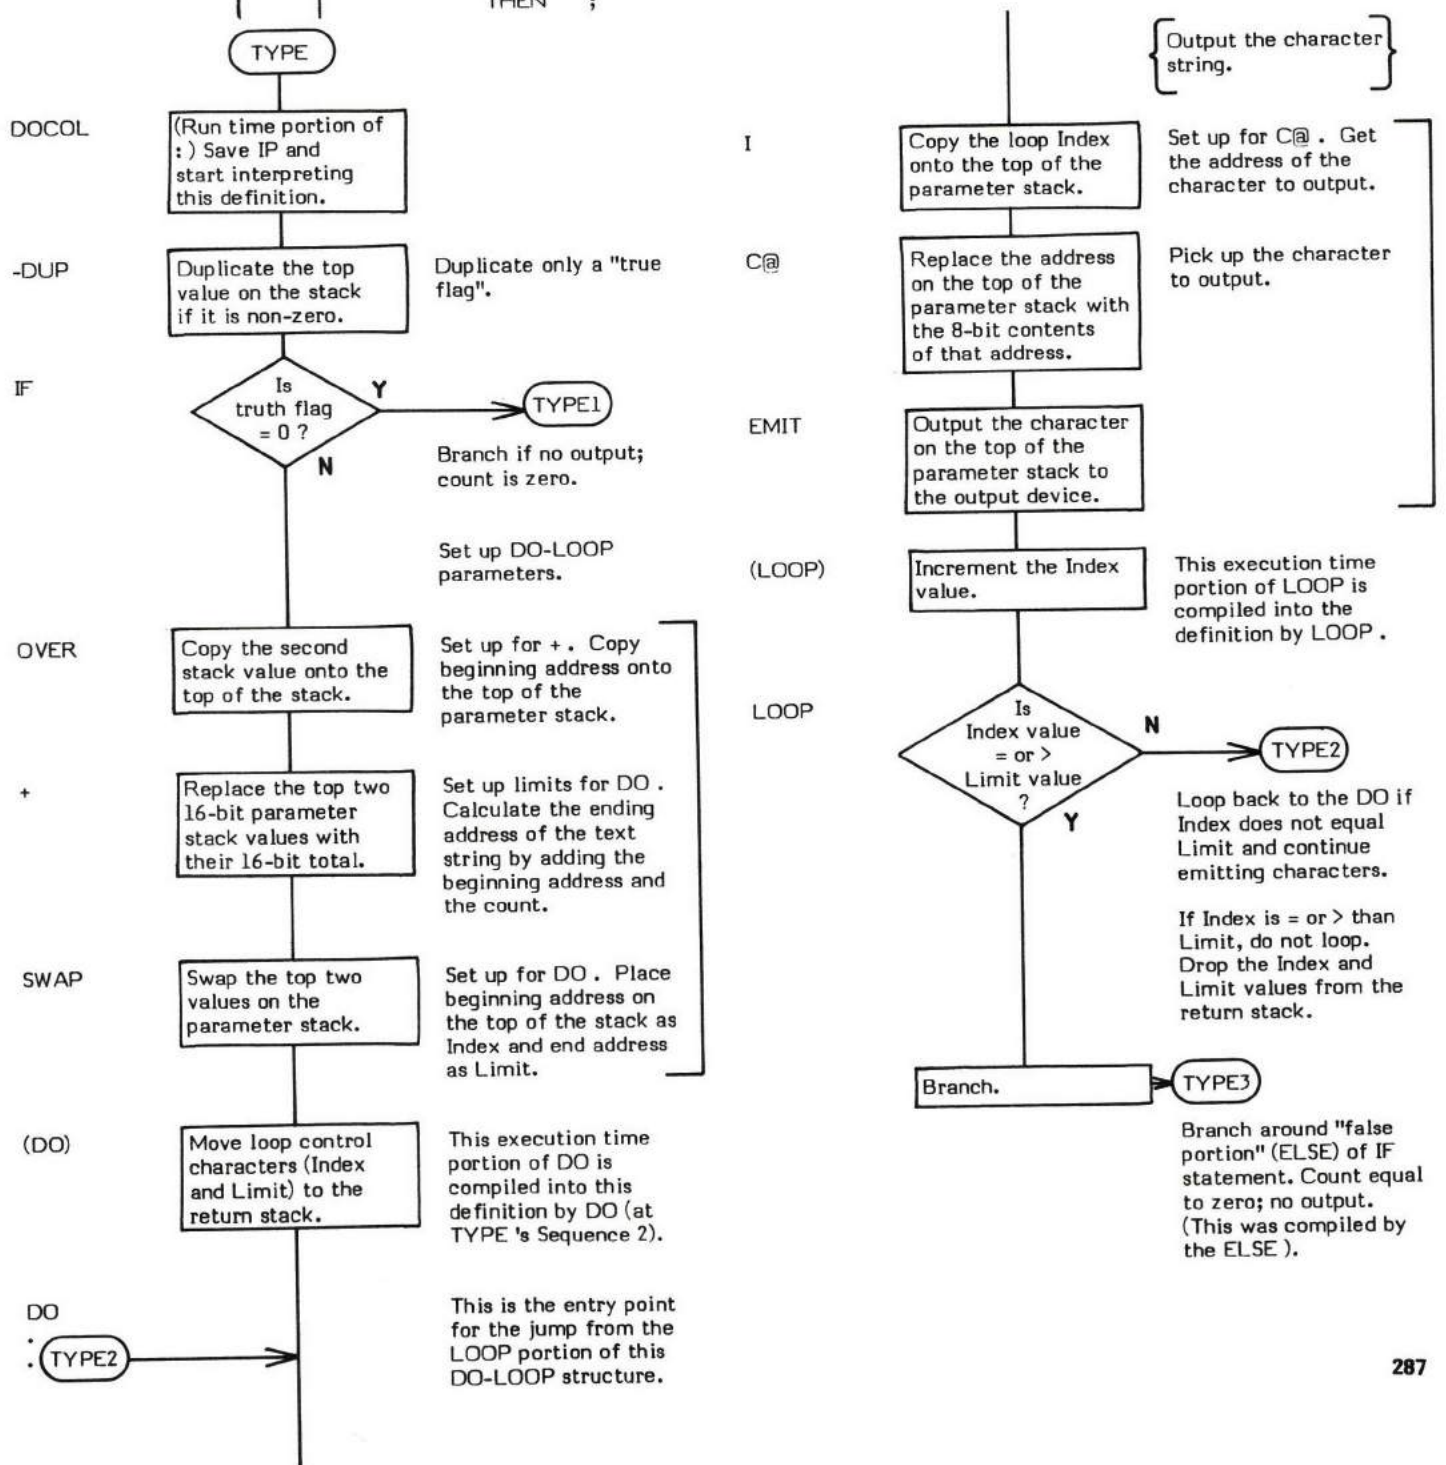 THEN ;
TYPE
DOCOL
(Run time portion of
: ) Save IP and
start interpreting
this definition.
-DUP
Duplicate the top
value on the stack
if it is non-zero.
Duplicate only a "true
flag".
IF
Is
truth flag
= 0 ?
Y
TYPE1
N
Branch if no output;
count is zero.
Set up DO-LOOP
parameters.
OVER
Copy the second
stack value onto the
top of the stack.
Set up for + . Copy
beginning address onto
the top of the
parameter stack.
+
Replace the top two
16-bit parameter
stack values with
their 16-bit total.
Set up limits for DO .
Calculate the ending
address of the text
string by adding the
beginning address and
the count.
SWAP
Swap the top two
values on the
parameter stack.
Set up for DO . Place
beginning address on
the top of the stack as
Index and end address
as Limit.
(DO)
Move loop control
characters (Index
and Limit) to the
return stack.
This execution time
portion of DO is
compiled into this
definition by DO (at
TYPE 's Sequence 2).
DO
:
TYPE2
This is the entry point
for the jump from the
LOOP portion of this
DO-LOOP structure.
Output the character
string.
I
Copy the loop Index
onto the top of the
parameter stack.
Set up for C@ . Get
the address of the
character to output.
C@
Replace the address
on the top of the
parameter stack with
the 8-bit contents
of that address.
Pick up the character
to output.
EMIT
Output the character
on the top of the
parameter stack to
the output device.
(LOOP)
Increment the Index
value.
This execution time
portion of LOOP is
compiled into the
definition by LOOP .
LOOP
Is
Index value
= or >
Limit value
?
N
TYPE2
Y
Loop back to the DO if
Index does not equal
Limit and continue
emitting characters.
If Index is = or > than
Limit, do not loop.
Drop the Index and
Limit values from the
return stack.
Branch.
TYPE3
Branch around "false
portion" (ELSE) of IF
statement. Count equal
to zero; no output.
(This was compiled by
the ELSE ).
287